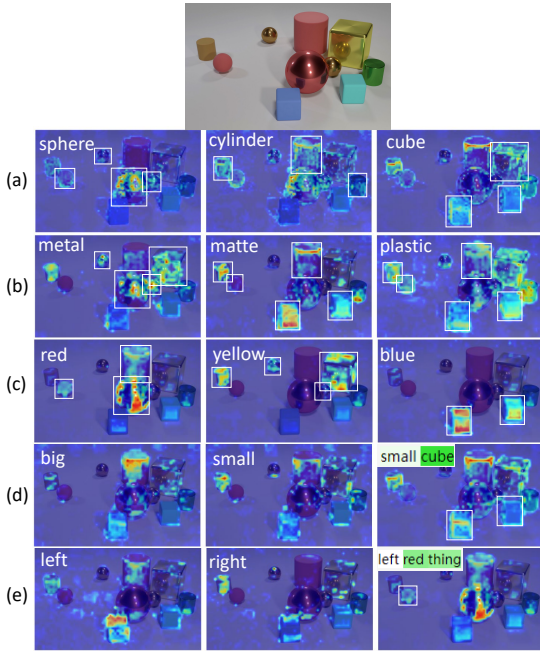 sphere
cylinder
cube
(a)
metal
matte
plastic
(b)
red
yellow
blue
(c)
big
small
small cube
(d)
left
right
left red thing
(e)